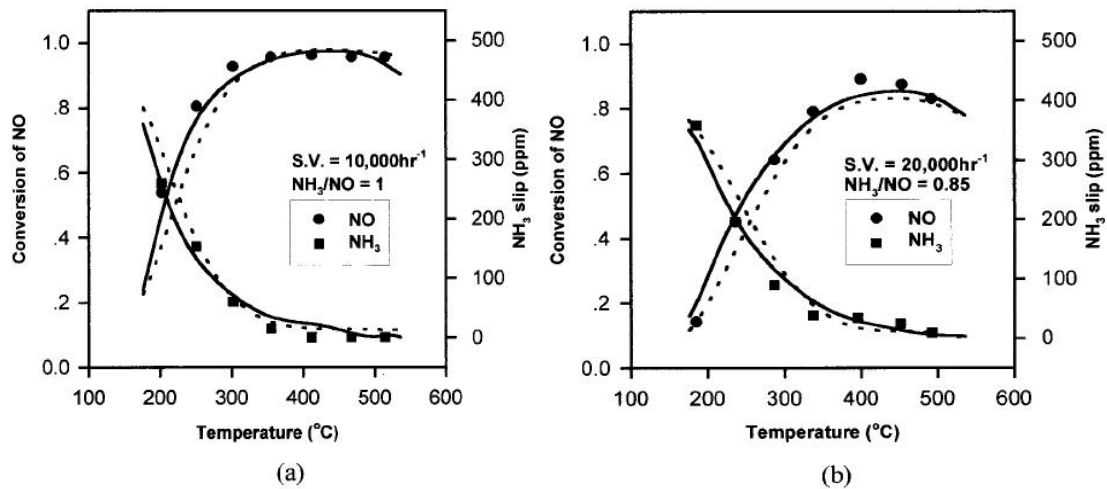 1.0
.8
.6
.4
.2
0.0
Conversion of NO
500
400
300
200
100
0
NH₃ slip (ppm)
S.V. = 10,000hr⁻¹
NH₃/NO = 1
NO
NH₃
100 200 300 400 500 600
Temperature (°C)
(a)
1.0
.8
.6
.4
.2
0.0
Conversion of NO
500
400
300
200
100
0
NH₃ slip (ppm)
S.V. = 20,000hr⁻¹
NH₃/NO = 0.85
NO
NH₃
100 200 300 400 500 600
Temperature (°C)
(b)